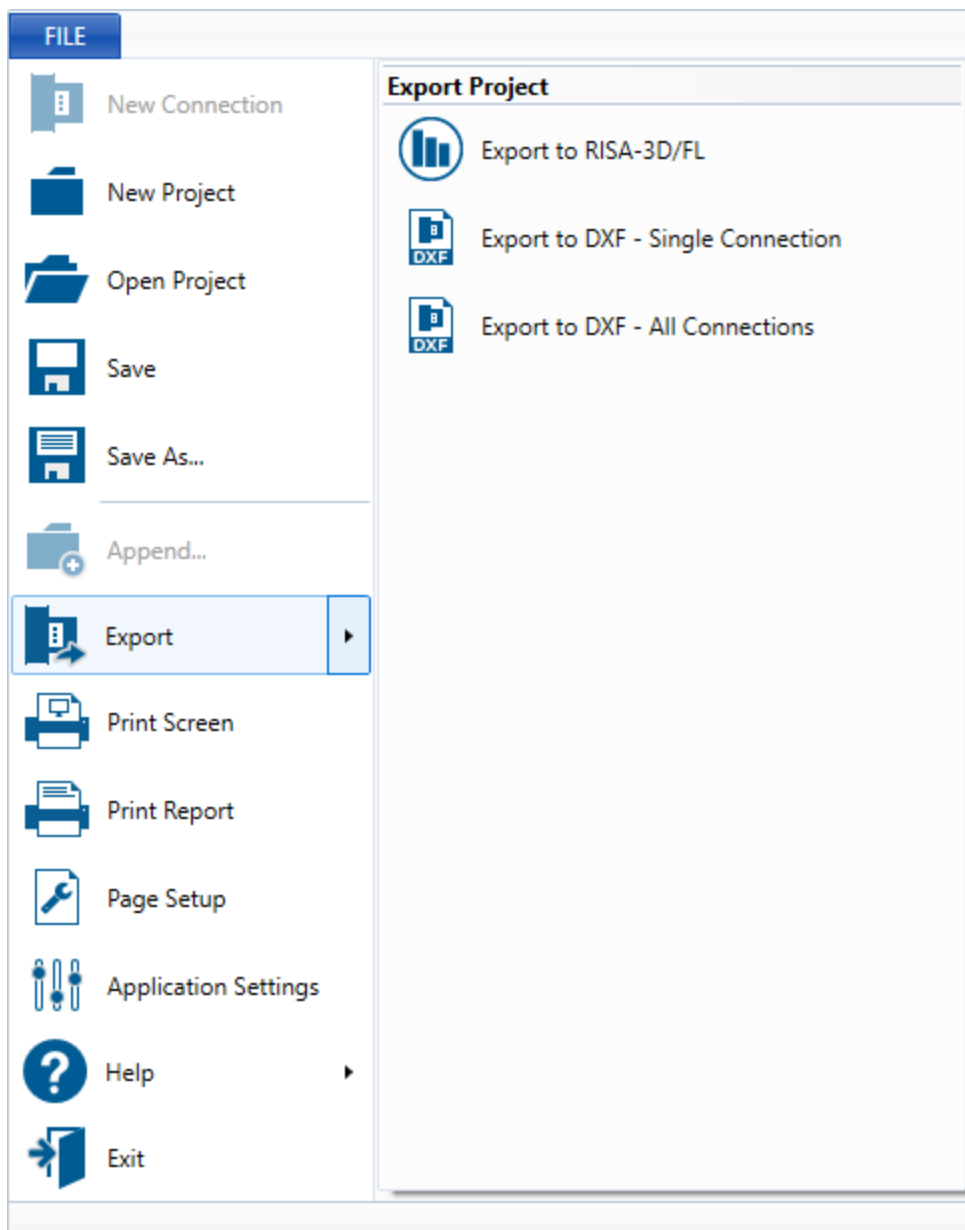 FILE
New Connection
New Project
Open Project
Save
Save As...
Append...
Export
Print Screen
Print Report
Page Setup
Application Settings
Help
Exit
Export Project
Export to RISA-3D/FL
DXF
Export to DXF - Single Connection
DXF
Export to DXF - All Connections